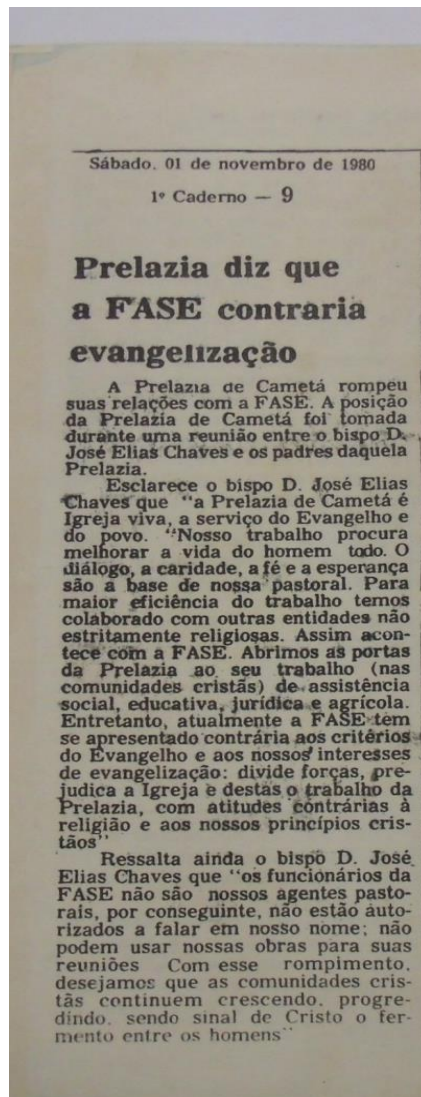 Sábado, 01 de novembro de 1980
1º Caderno — 9
Prelazia diz que
a FASE contraria
evangelização
A Prelazia de Cametá rompeu
suas relações com a FASE. A posição
da Prelazia de Cametá foi tomada
durante uma reunião entre o bispo D.
José Elias Chaves e os padres daquela
Prelazia.
Esclarece o bispo D. José Elias
Chaves que "a Prelazia de Cametá é
Igreja viva, a serviço do Evangelho e
do povo. "Nosso trabalho procura
melhorar a vida do homem todo. O
diálogo, a caridade, a fé e a esperança
são a base de nossa pastoral. Para
maior eficiência do trabalho temos
colaborado com outras entidades não
estritamente religiosas. Assim acon-
tece com a FASE. Abrimos as portas
da Prelazia ao seu trabalho (nas
comunidades cristãs) de assistência
social, educativa, jurídica e agrícola.
Entretanto, atualmente a FASE tem
se apresentado contrária aos critérios
do Evangelho e aos nossos interesses
de evangelização: divide forças, pre-
judica a Igreja e destas o trabalho da
Prelazia, com atitudes contrárias à
religião e aos nossos princípios cris-
tãos"
Ressalta ainda o bispo D. José
Elias Chaves que "os funcionários da
FASE não são nossos agentes pasto-
rais, por conseguinte, não estão auto-
rizados a falar em nosso nome; não
podem usar nossas obras para suas
reuniões Com esse rompimento,
desejamos que as comunidades cris-
tãs continuem crescendo, progre-
dindo, sendo sinal de Cristo o fer-
mento entre os homens"